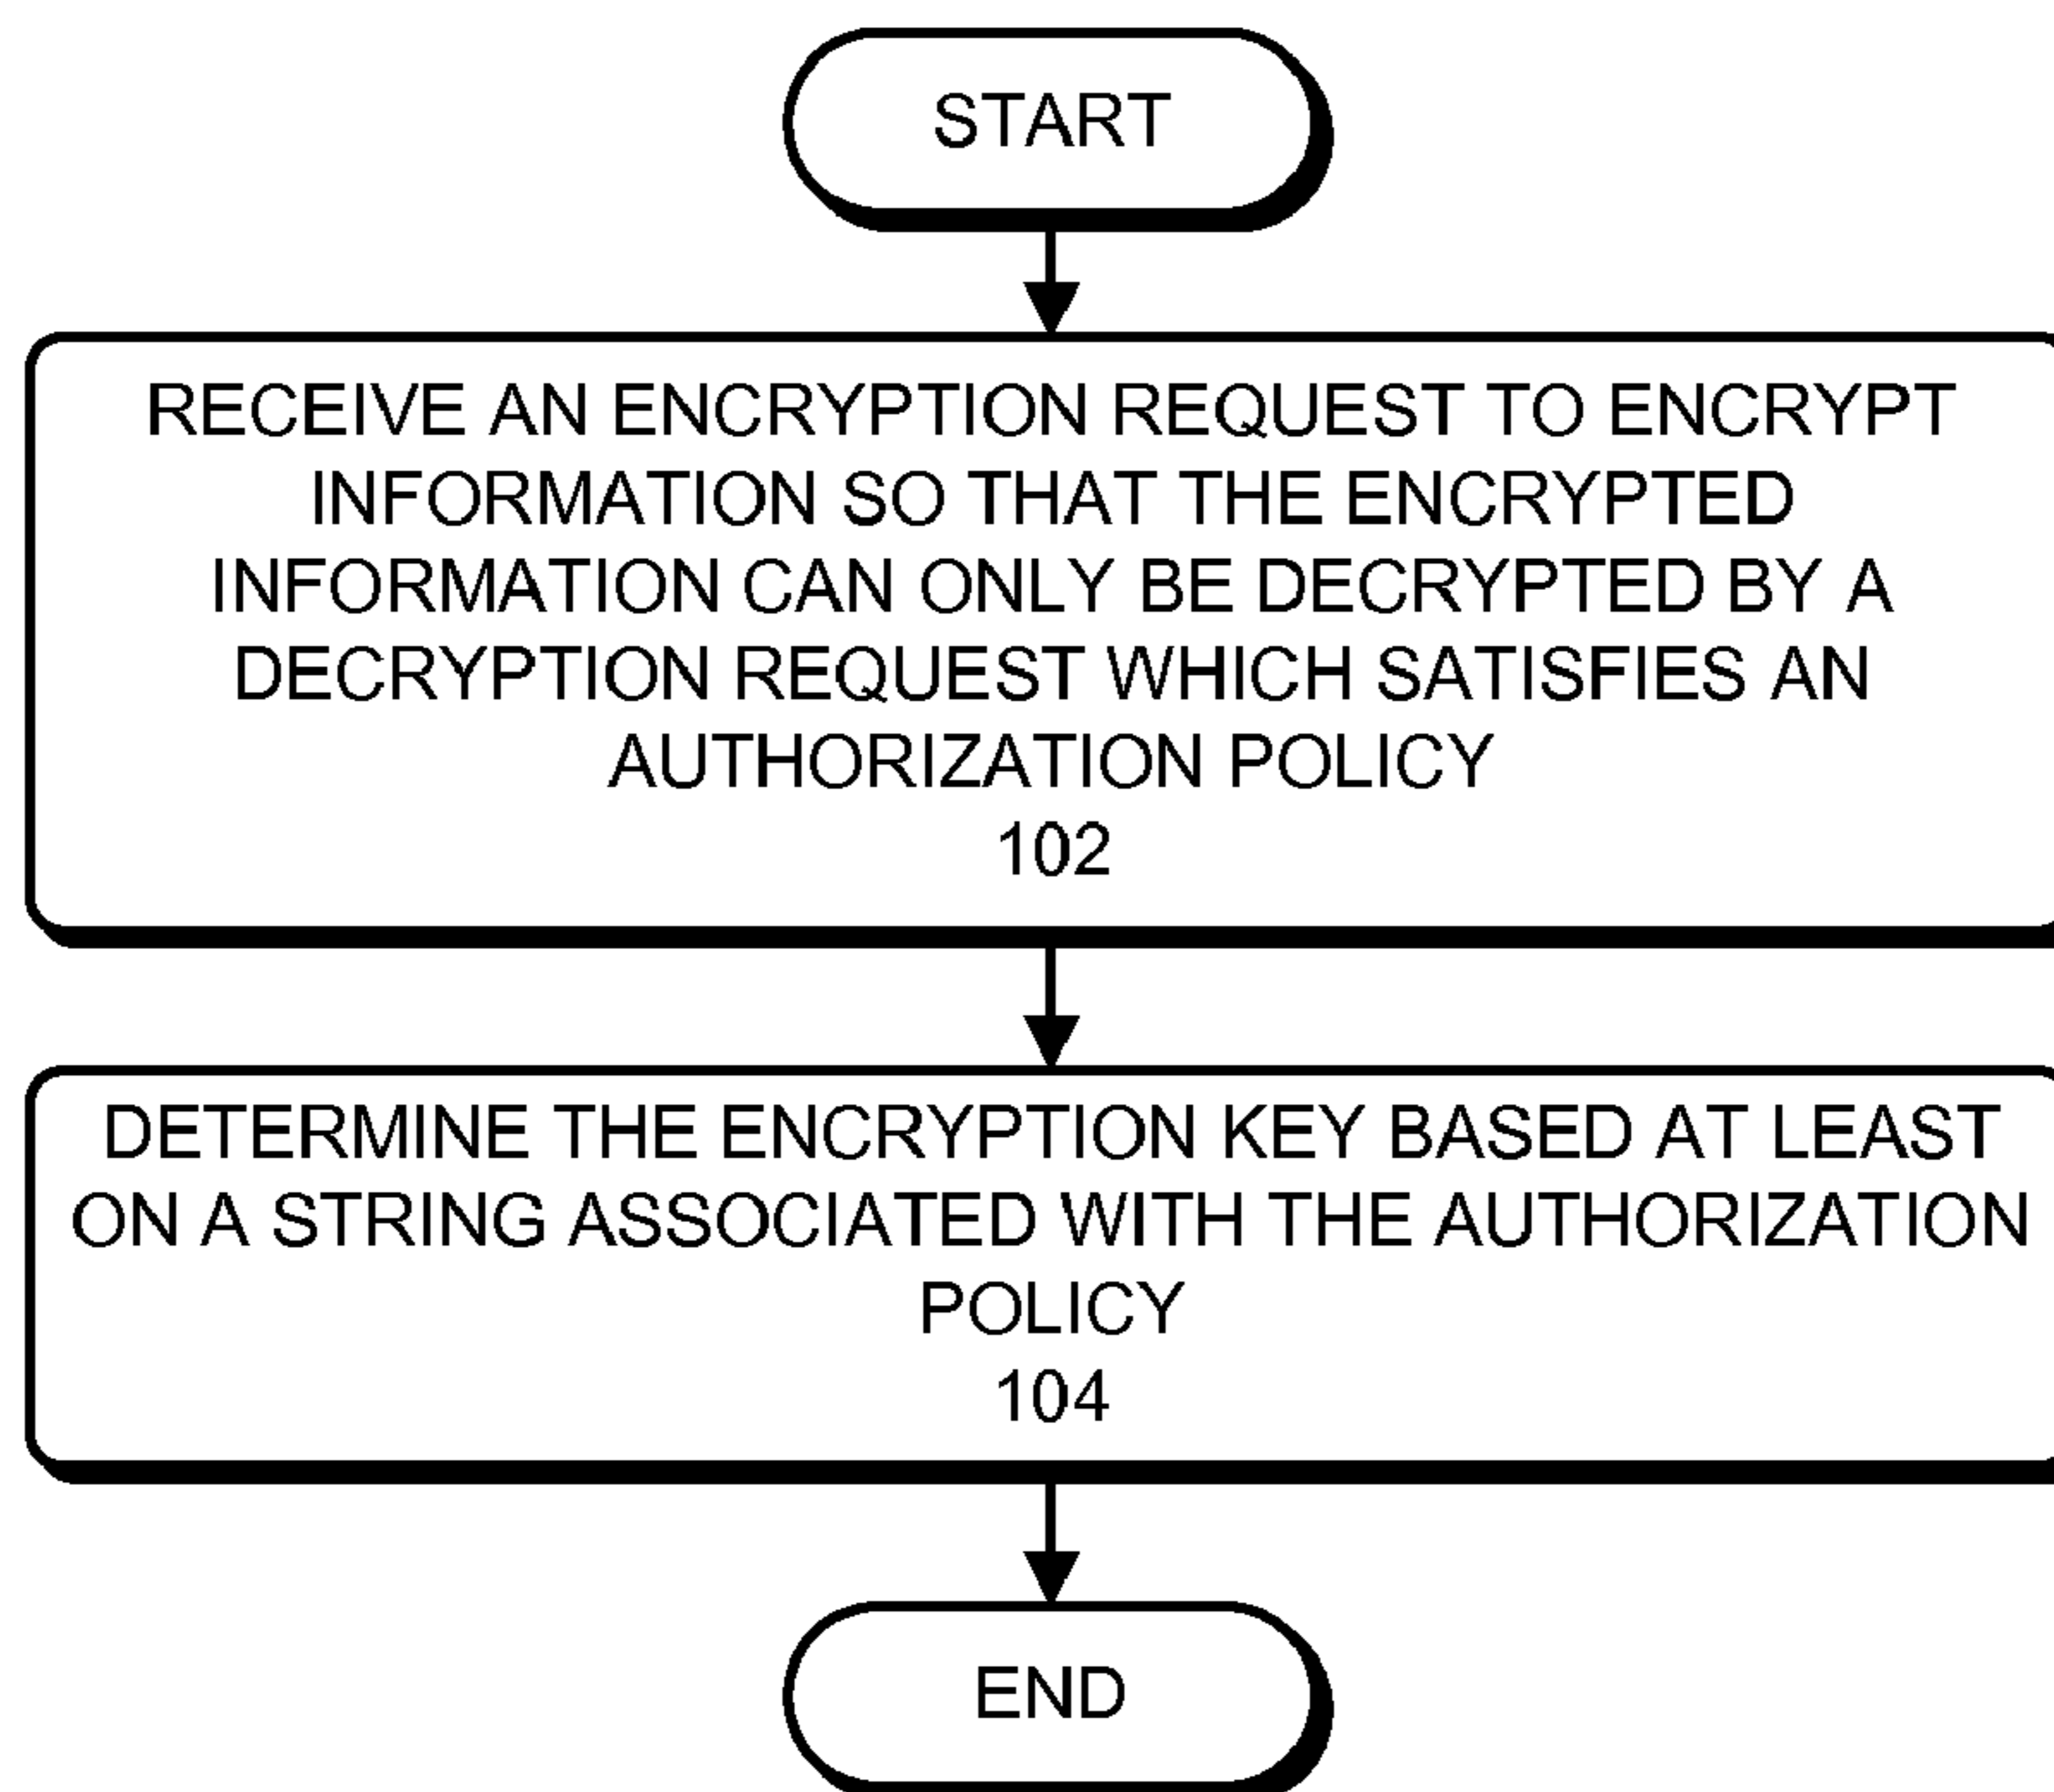 START
RECEIVE AN ENCRYPTION REQUEST TO ENCRYPT
INFORMATION SO THAT THE ENCRYPTED
INFORMATION CAN ONLY BE DECRYPTED BY A
DECRYPTION REQUEST WHICH SATISFIES AN
AUTHORIZATION POLICY
102
DETERMINE THE ENCRYPTION KEY BASED AT LEAST
ON A STRING ASSOCIATED WITH THE AUTHORIZATION
POLICY
104
END